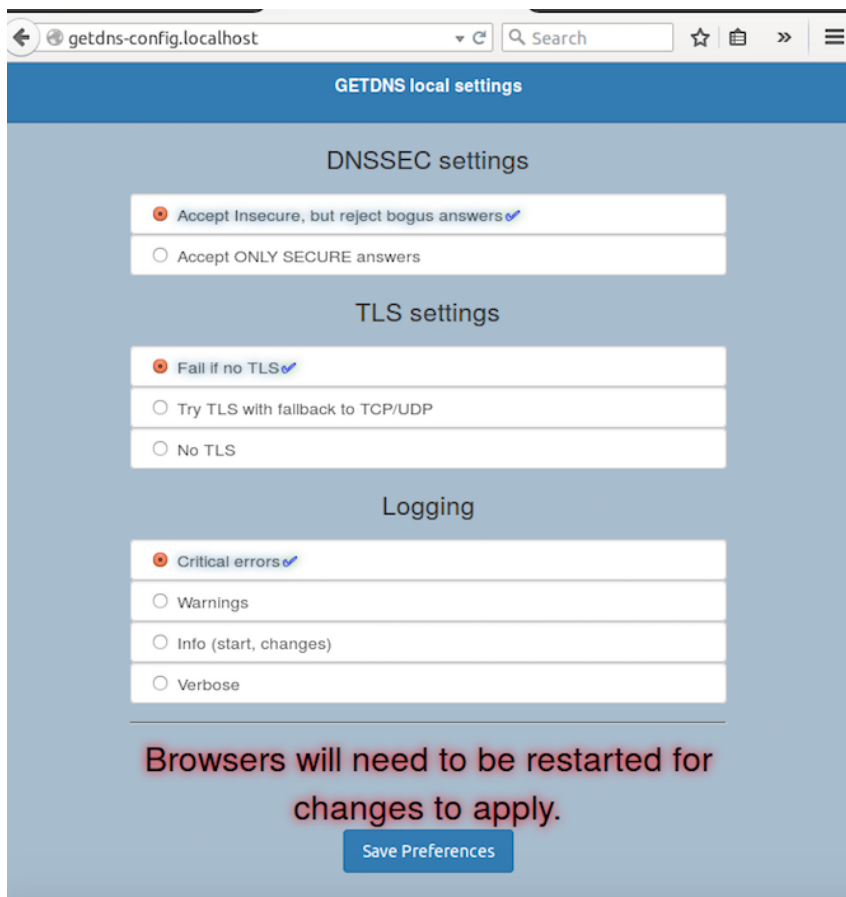 getdns-config.localhost
Search
GETDNS local settings
DNSSEC settings
Accept Insecure, but reject bogus answers
Accept ONLY SECURE answers
TLS settings
Fail if no TLS
Try TLS with fallback to TCP/UDP
No TLS
Logging
Critical errors
Warnings
Info (start, changes)
Verbose
Browsers will need to be restarted for
changes to apply.
Save Preferences